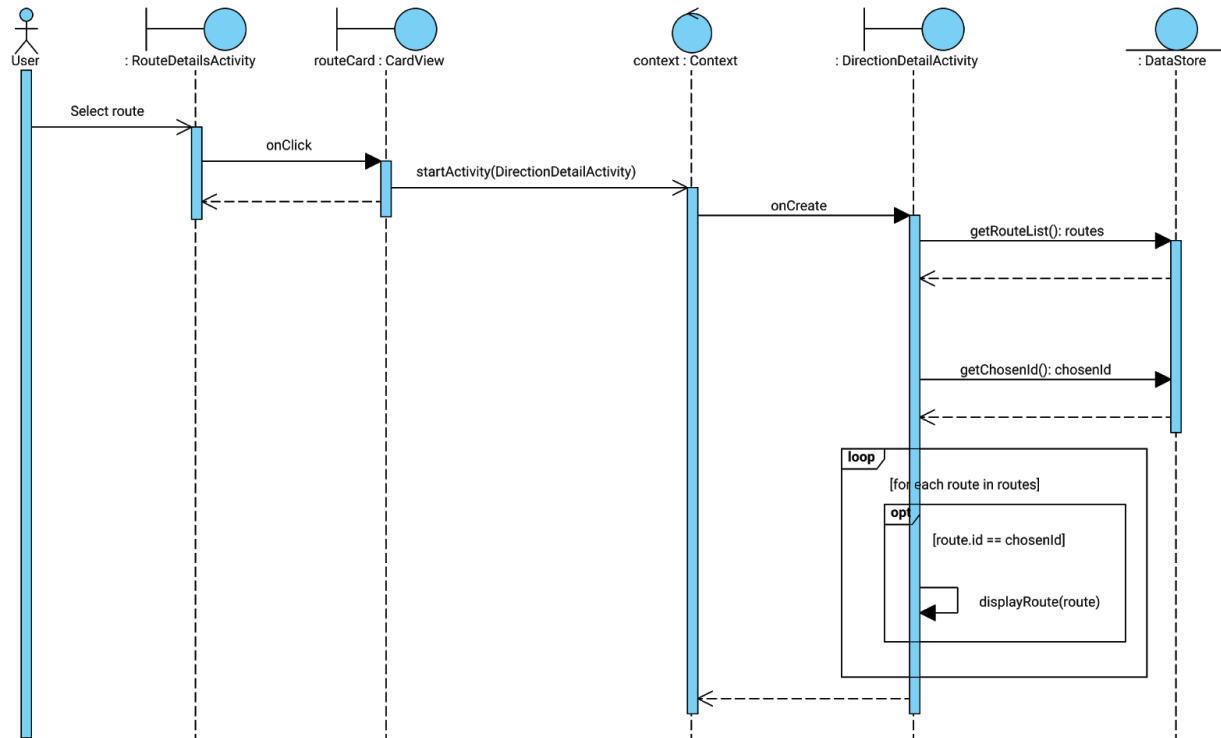 User
: RouteDetailsActivity
routeCard : CardView
context : Context
: DirectionDetailActivity
: DataStore
Select route
onClick
startActivity(DirectionDetailActivity)
onCreate
getRouteList(): routes
getChosenId(): chosenId
loop
[for each route in routes]
opt
[route.id == chosenId]
displayRoute(route)